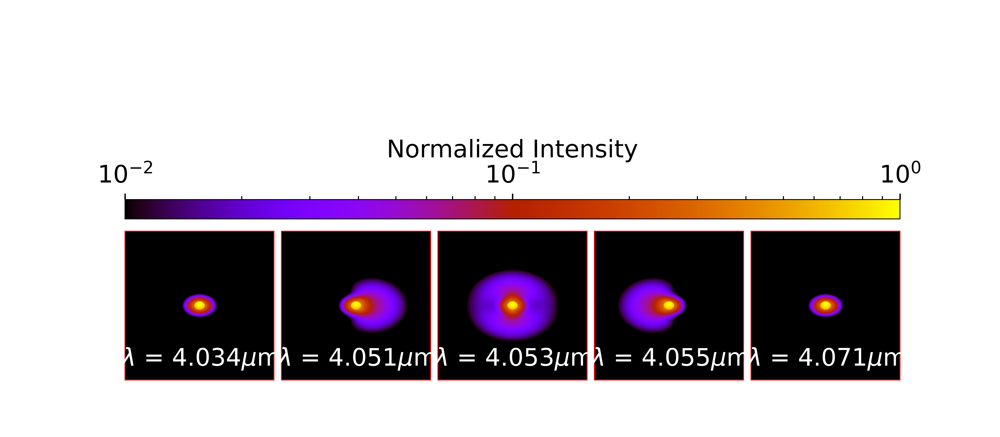 Normalized Intensity
10⁻² 10⁻¹ 10⁰
λ = 4.034μm λ = 4.051μm λ = 4.053μm λ = 4.055μm λ = 4.071μm